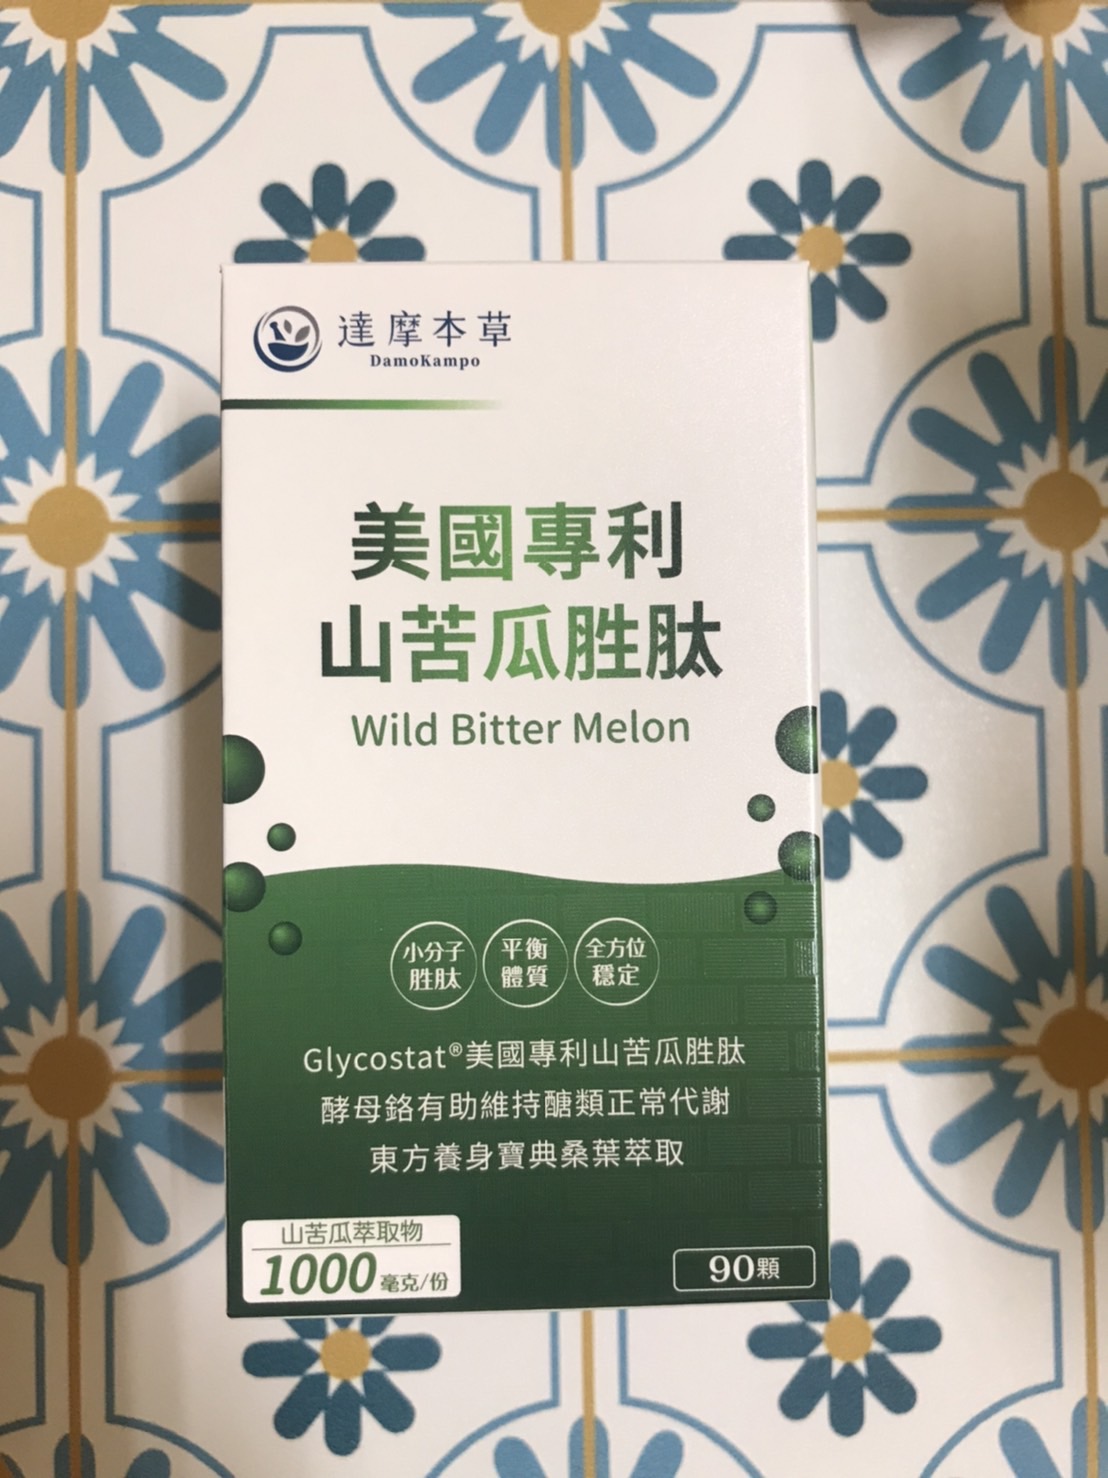 達摩本草
DamoKampo
美國專利
山苦瓜胜肽
Wild Bitter Melon
小分子
胜肽
平衡
體質
全方位
穩定
Glycostat®美國專利山苦瓜胜肽
酵母鉻有助維持醣類正常代謝
東方養身寶典桑葉萃取
山苦瓜萃取物
1000毫克/份
90顆